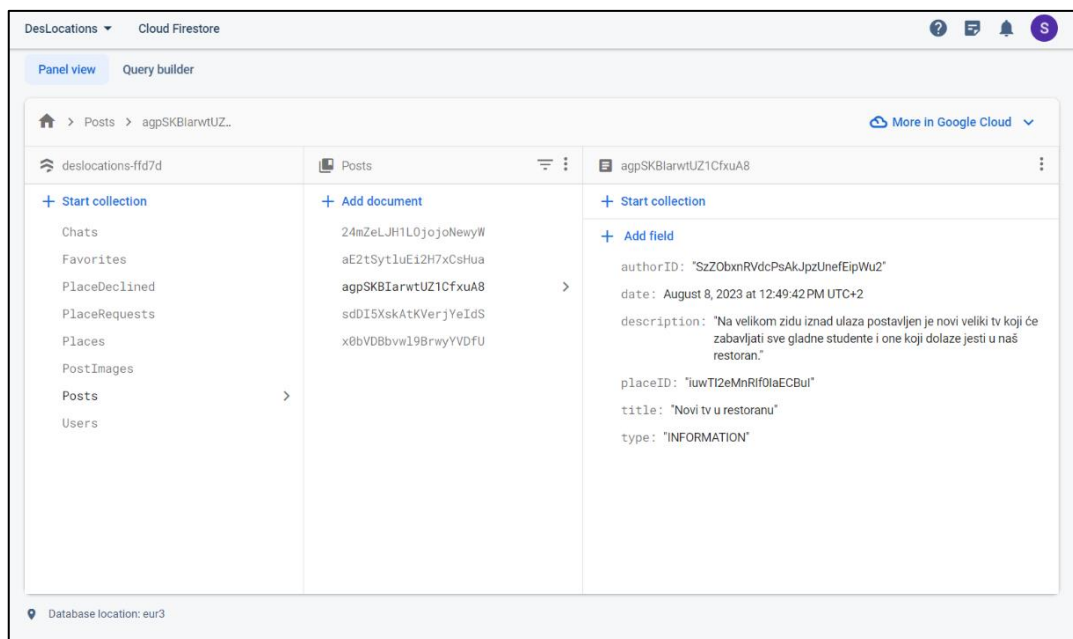 DesLocations Cloud Firestore S
Panel view Query builder
Posts agpSKBIarwtUZ..
More in Google Cloud
deslocations-ffd7d
Posts
agpSKBIarwtUZ1CfxuA8
+ Start collection
Chats
Favorites
PlaceDeclined
PlaceRequests
Places
PostImages
Posts
Users
+ Add document
24mZeLJH1LOjojoNewyW
aE2tSytluEi2H7xCsHua
agpSKBIarwtUZ1CfxuA8
sdDI5XskAtKVerjYeIdS
x0bVDBbvwl9BrwyYVDfU
+ Start collection
+ Add field
authorID: "SzZObxnRVdcPsAkJpzUnefEipWu2"
date: August 8, 2023 at 12:49:42 PM UTC+2
description: "Na velikom zidu iznad ulaza postavljen je novi veliki tv koji će
zabavljati sve gladne studente i one koji dolaze jesti u naš
restoran."
placeID: "iuwTI2eMnRIf0IaECBuI"
title: "Novi tv u restoranu"
type: "INFORMATION"
Database location: eur3